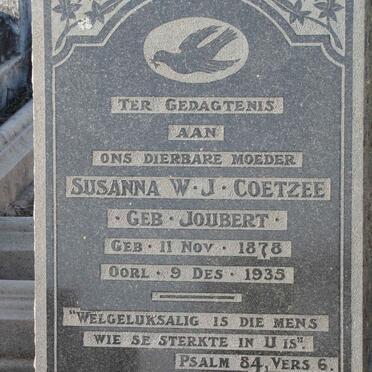 TER GEDAGTENIS
AAN
ONS DIERBARE MOEDER
SUSANNA W·J·COETZEE
·GEB·JOUBERT·
GEB·11 NOV·1878
OORL·9 DES·1935
"WELGELUKSALIG IS DIE MENS
WIE SE STERKTE IN U IS".
PSALM 84, VERS 6.